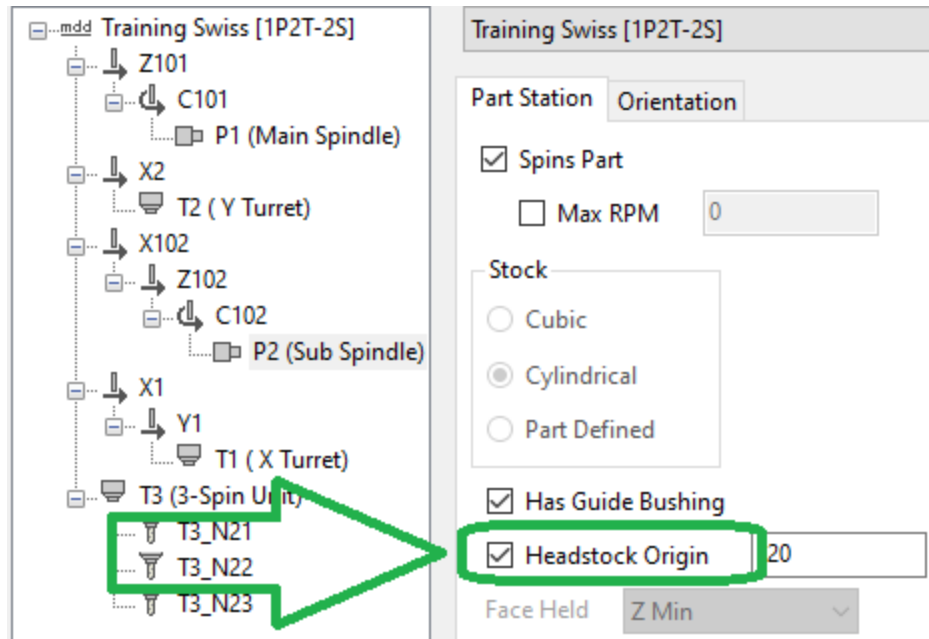 mdd Training Swiss [1P2T-2S]
Z101
C101
P1 (Main Spindle)
X2
T2 ( Y Turret)
X102
Z102
C102
P2 (Sub Spindle)
X1
Y1
T1 ( X Turret)
T3 (3-Spin Unit)
T3_N21
T3_N22
T3_N23
Training Swiss [1P2T-2S]
Part Station Orientation
Spins Part
Max RPM 0
Stock
Cubic
Cylindrical
Part Defined
Has Guide Bushing
Headstock Origin 20
Face Held Z Min